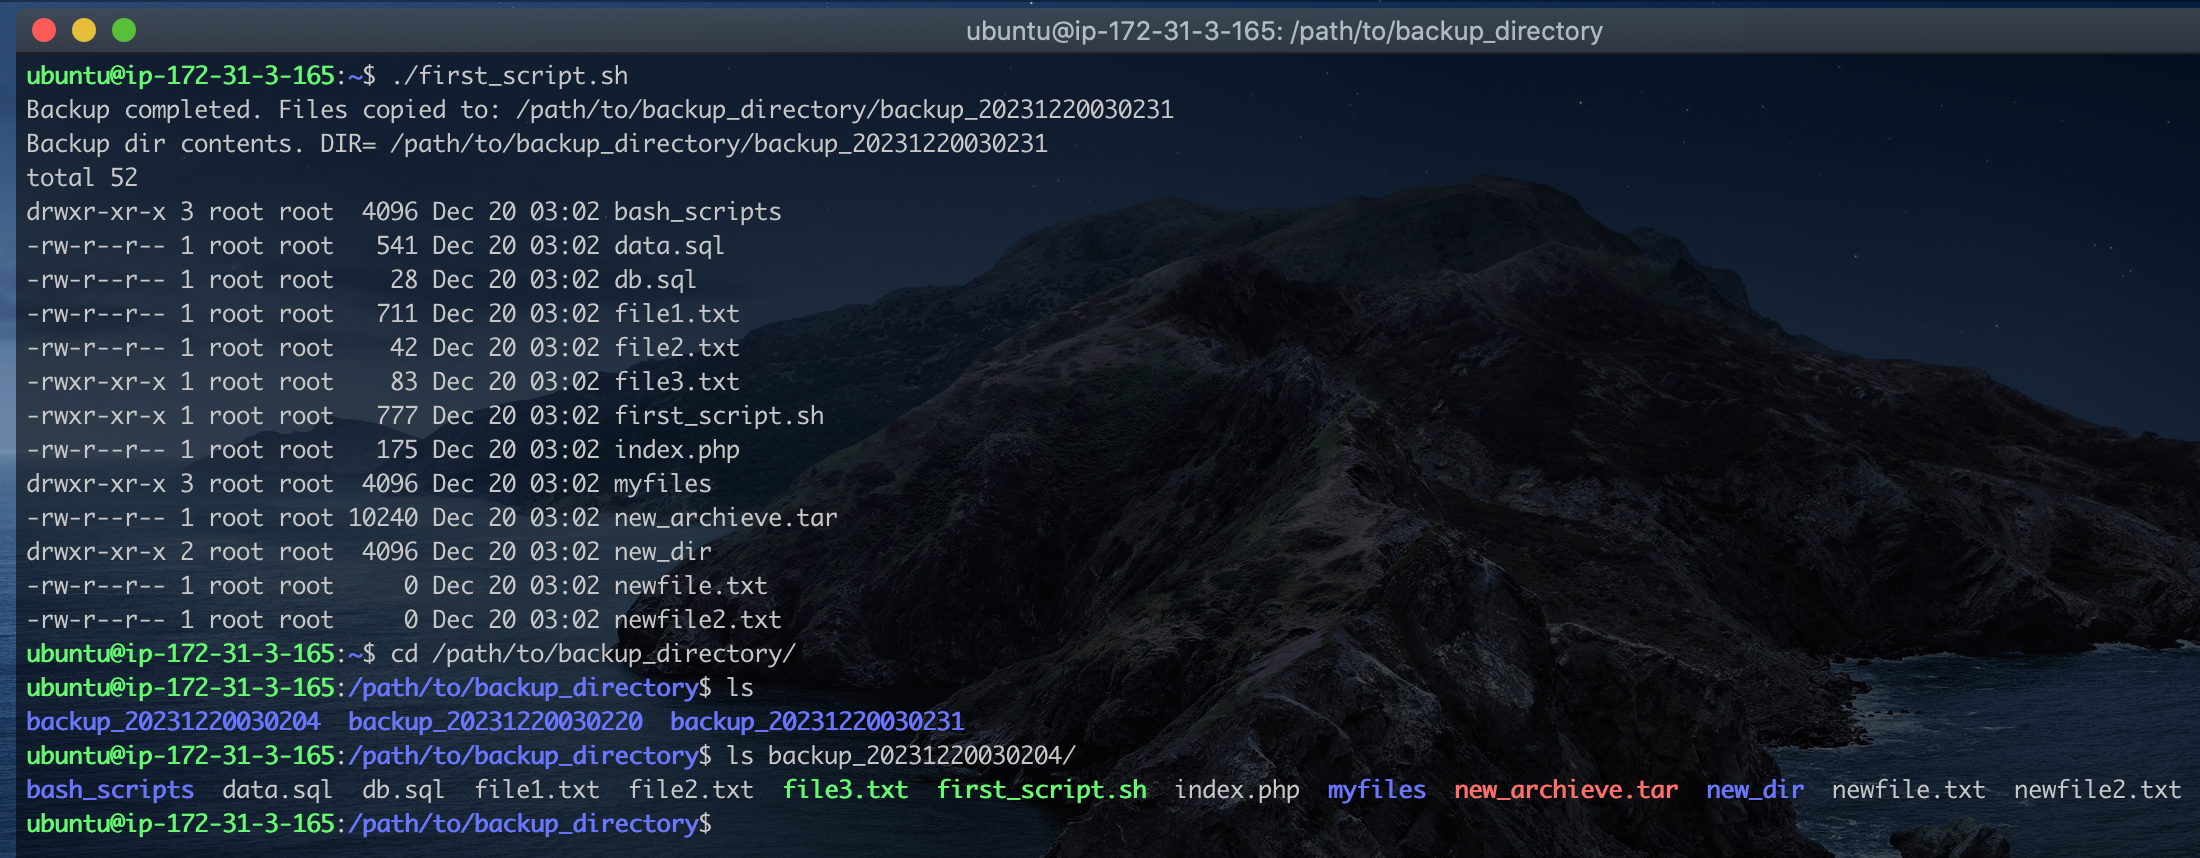 ubuntu@ip-172-31-3-165: /path/to/backup_directory
ubuntu@ip-172-31-3-165:~$ ./first_script.sh
Backup completed. Files copied to: /path/to/backup_directory/backup_20231220030231
Backup dir contents. DIR= /path/to/backup_directory/backup_20231220030231
total 52
drwxr-xr-x 3 root root  4096 Dec 20 03:02 bash_scripts
-rw-r--r-- 1 root root   541 Dec 20 03:02 data.sql
-rw-r--r-- 1 root root    28 Dec 20 03:02 db.sql
-rw-r--r-- 1 root root   711 Dec 20 03:02 file1.txt
-rw-r--r-- 1 root root    42 Dec 20 03:02 file2.txt
-rwxr-xr-x 1 root root    83 Dec 20 03:02 file3.txt
-rwxr-xr-x 1 root root   777 Dec 20 03:02 first_script.sh
-rw-r--r-- 1 root root   175 Dec 20 03:02 index.php
drwxr-xr-x 3 root root  4096 Dec 20 03:02 myfiles
-rw-r--r-- 1 root root 10240 Dec 20 03:02 new_archieve.tar
drwxr-xr-x 2 root root  4096 Dec 20 03:02 new_dir
-rw-r--r-- 1 root root     0 Dec 20 03:02 newfile.txt
-rw-r--r-- 1 root root     0 Dec 20 03:02 newfile2.txt
ubuntu@ip-172-31-3-165:~$ cd /path/to/backup_directory/
ubuntu@ip-172-31-3-165:/path/to/backup_directory$ ls
backup_20231220030204  backup_20231220030220  backup_20231220030231
ubuntu@ip-172-31-3-165:/path/to/backup_directory$ ls backup_20231220030204/
bash_scripts  data.sql  db.sql  file1.txt  file2.txt  file3.txt  first_script.sh  index.php  myfiles  new_archieve.tar  new_dir  newfile.txt  newfile2.txt
ubuntu@ip-172-31-3-165:/path/to/backup_directory$